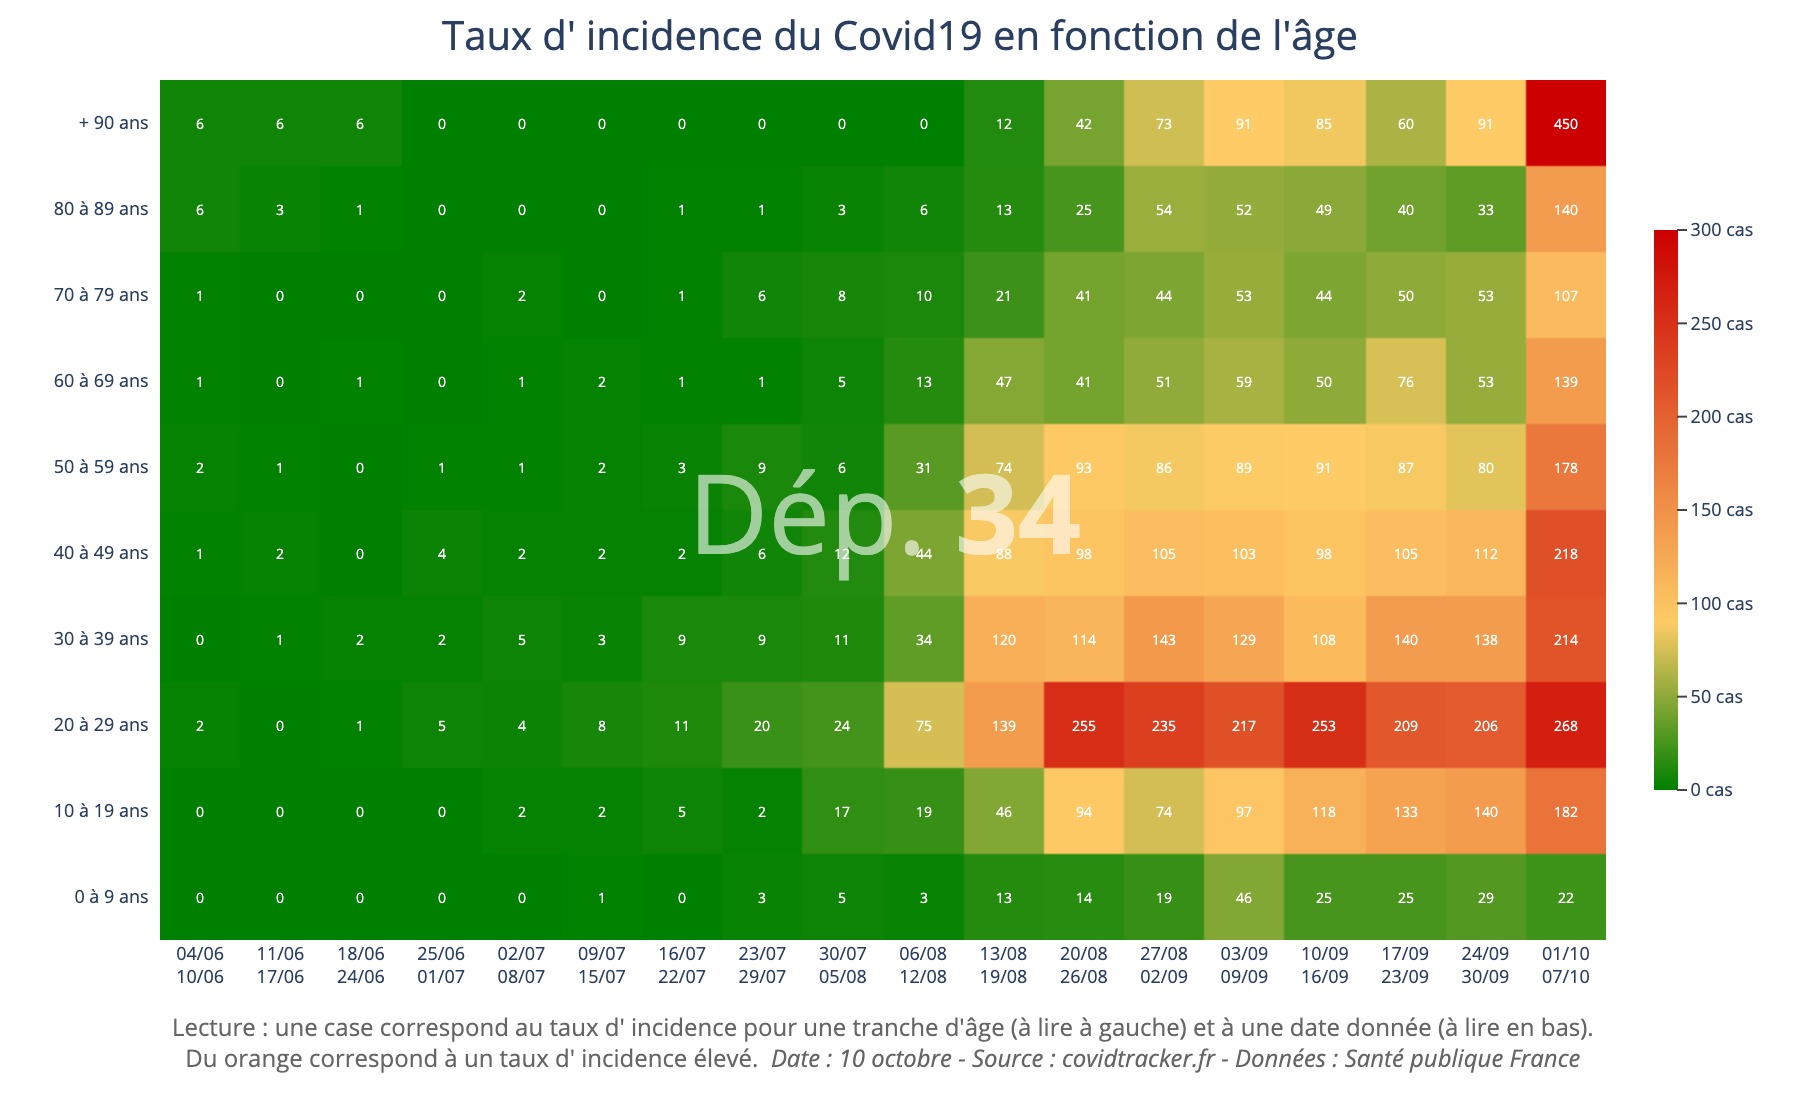 Taux d' incidence du Covid19 en fonction de l'âge
+ 90 ans 6 6 6 0 0 0 0 0 0 0 12 42 73 91 85 60 91 450
80 à 89 ans 6 3 1 0 0 0 1 1 3 6 13 25 54 52 49 40 33 140
300 cas
70 à 79 ans 1 0 0 0 2 0 1 6 8 10 21 41 44 53 44 50 53 107
250 cas
60 à 69 ans 1 0 1 0 1 2 1 1 5 13 47 41 51 59 50 76 53 139
200 cas
50 à 59 ans 2 1 0 1 1 2 3 9 6 31 74 93 86 89 91 87 80 178
150 cas
Dép. 34
40 à 49 ans 1 2 0 4 2 2 2 6 12 44 88 98 105 103 98 105 112 218
100 cas
30 à 39 ans 0 1 2 2 5 3 9 9 11 34 120 114 143 129 108 140 138 214
50 cas
20 à 29 ans 2 0 1 5 4 8 11 20 24 75 139 255 235 217 253 209 206 268
0 cas
10 à 19 ans 0 0 0 0 2 2 5 2 17 19 46 94 74 97 118 133 140 182
0 à 9 ans 0 0 0 0 0 1 0 3 5 3 13 14 19 46 25 25 29 22
04/06 11/06 18/06 25/06 02/07 09/07 16/07 23/07 30/07 06/08 13/08 20/08 27/08 03/09 10/09 17/09 24/09 01/10
10/06 17/06 24/06 01/07 08/07 15/07 22/07 29/07 05/08 12/08 19/08 26/08 02/09 09/09 16/09 23/09 30/09 07/10
Lecture : une case correspond au taux d' incidence pour une tranche d'âge (à lire à gauche) et à une date donnée (à lire en bas).
Du orange correspond à un taux d' incidence élevé. Date : 10 octobre - Source : covidtracker.fr - Données : Santé publique France